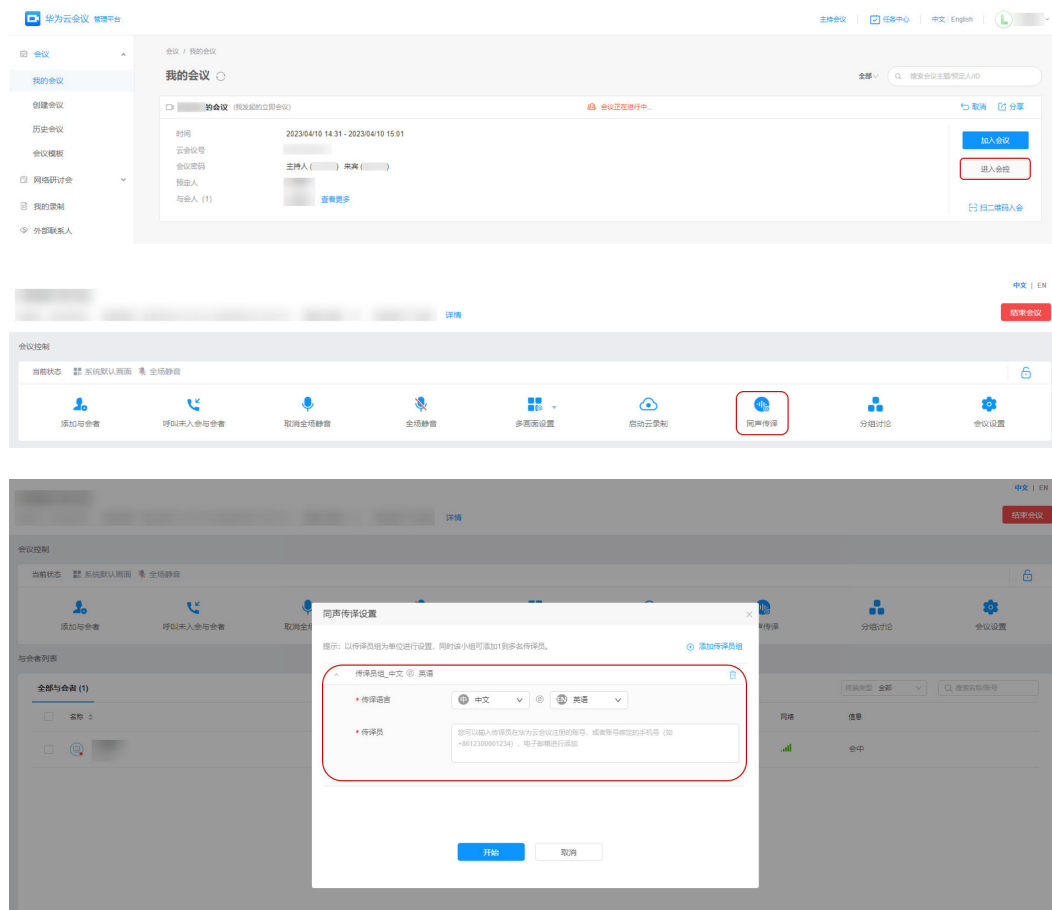 华为云会议 管理平台
主持会议 任务中心 中文 | English L
会议
我的会议
创建会议
历史会议
会议模板
网络研讨会
我的录制
外部联系人
会议 / 我的会议
我的会议
全部 搜索会议主题/预定人/ID
的会议 (我发起的立即会议) 会议正在进行中... 取消 分享
时间 2023/04/10 14:31 - 2023/04/10 15:01
云会议号
会议密码 主持人 ( ) 来宾 ( )
预定人
与会人 (1) 查看更多
加入会议
进入会控
扫二维码入会
中文 | EN
详情 结束会议
会议控制
当前状态 系统默认画面 全场静音
添加与会者 呼叫未入会与会者 取消全场静音 全场静音 多画面设置 启动云录制 同声传译 分组讨论 会议设置
中文 | EN
详情 结束会议
会议控制
当前状态 系统默认画面 全场静音
添加与会者 呼叫未入会与会者 取消全 声传译 分组讨论 会议设置
与会者列表
全部与会者 (1) 终端类型 全部 搜索名称/账号
名称 网络 信息
会中
同声传译设置
提示：以传译员组为单位进行设置，同时该小组可添加1到多名传译员。 添加传译员组
传译员组_中文 英语
* 传译语言 中 中文 EN 英语
* 传译员 您可以输入传译员在华为云会议注册的账号，或者账号绑定的手机号（如
+8612300001234）、电子邮箱进行添加
开始 取消